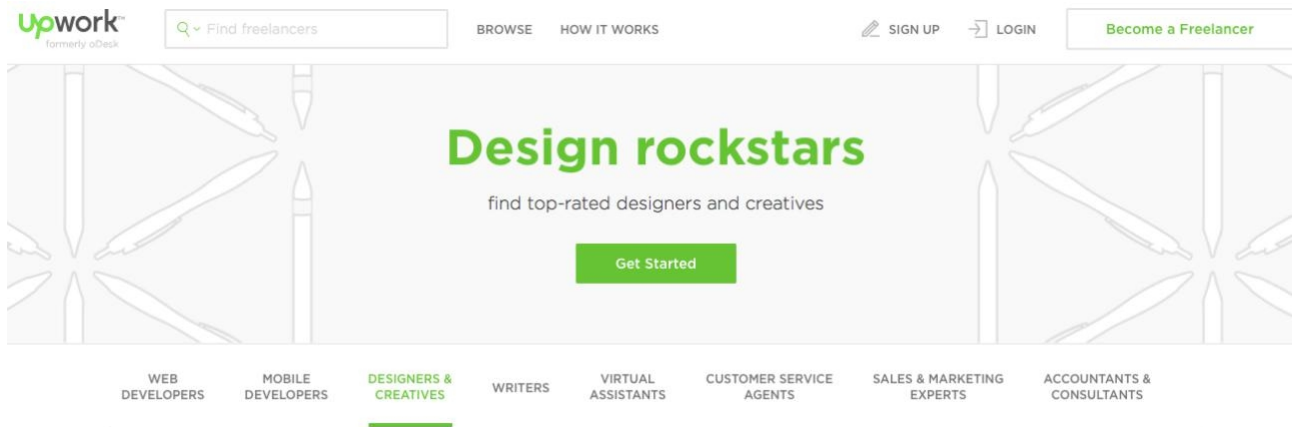 upwork™
formerly oDesk
Find freelancers
BROWSE
HOW IT WORKS
SIGN UP
LOGIN
Become a Freelancer
Design rockstars
find top-rated designers and creatives
Get Started
WEB
DEVELOPERS
MOBILE
DEVELOPERS
DESIGNERS &
CREATIVES
WRITERS
VIRTUAL
ASSISTANTS
CUSTOMER SERVICE
AGENTS
SALES & MARKETING
EXPERTS
ACCOUNTANTS &
CONSULTANTS